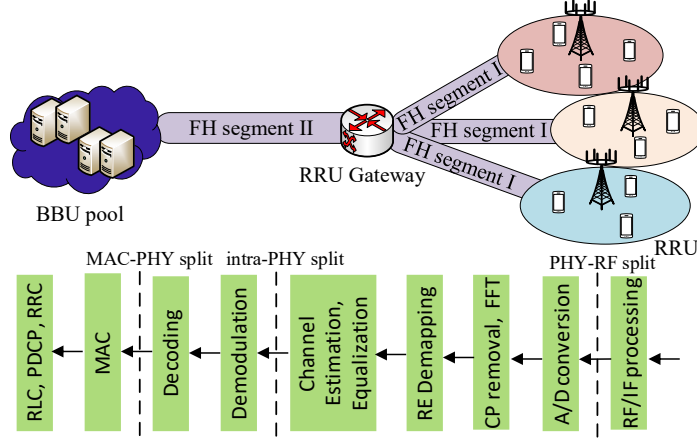 FH segment II
FH segment I
FH segment I
FH segment I
RRU Gateway
BBU pool
RRU
MAC-PHY split
intra-PHY split
PHY-RF split
RLC, PDCP, RRC
MAC
Decoding
Demodulation
Channel
Estimation,
Equalization
RE Demapping
CP removal, FFT
A/D conversion
RF/IF processing